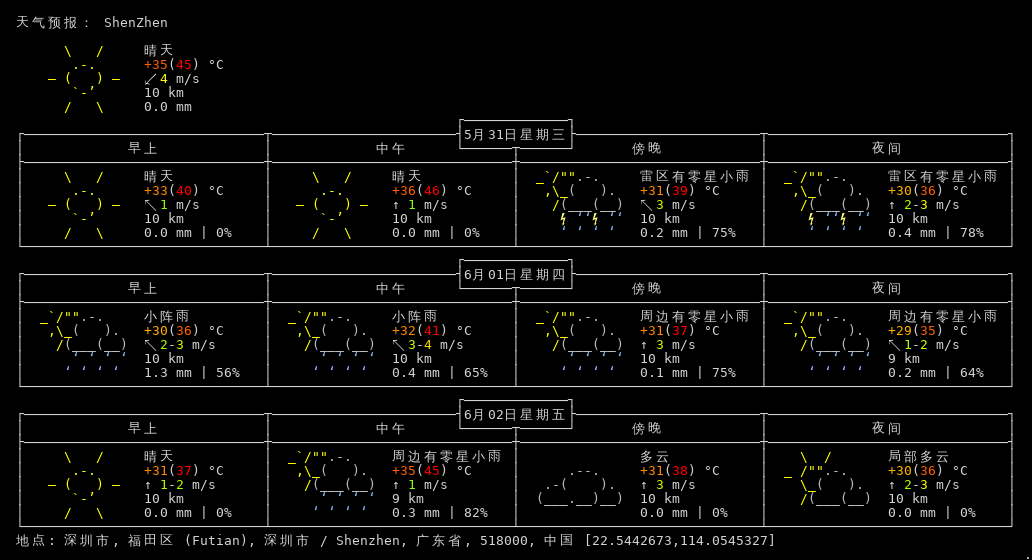 天气预报： ShenZhen
晴天
+35(45) °C
↙ 4 m/s
10 km
0.0 mm
5月31日星期三
早上 中午 傍晚 夜间
晴天 晴天 雷区有零星小雨 雷区有零星小雨
+33(40) °C +36(46) °C +31(39) °C +30(36) °C
↖ 1 m/s ↑ 1 m/s ↖ 3 m/s ↑ 2-3 m/s
10 km 10 km 10 km 10 km
0.0 mm | 0% 0.0 mm | 0% 0.2 mm | 75% 0.4 mm | 78%
6月01日星期四
早上 中午 傍晚 夜间
小阵雨 小阵雨 周边有零星小雨 周边有零星小雨
+30(36) °C +32(41) °C +31(37) °C +29(35) °C
↖ 2-3 m/s ↖ 3-4 m/s ↑ 3 m/s ↖ 1-2 m/s
10 km 10 km 10 km 9 km
1.3 mm | 56% 0.4 mm | 65% 0.1 mm | 75% 0.2 mm | 64%
6月02日星期五
早上 中午 傍晚 夜间
晴天 周边有零星小雨 多云 局部多云
+31(37) °C +35(45) °C +31(38) °C +30(36) °C
↑ 1-2 m/s ↑ 1 m/s ↑ 3 m/s ↑ 2-3 m/s
10 km 9 km 10 km 10 km
0.0 mm | 0% 0.3 mm | 82% 0.0 mm | 0% 0.0 mm | 0%
地点: 深圳市, 福田区 (Futian), 深圳市 / Shenzhen, 广东省, 518000, 中国 [22.5442673,114.0545327]